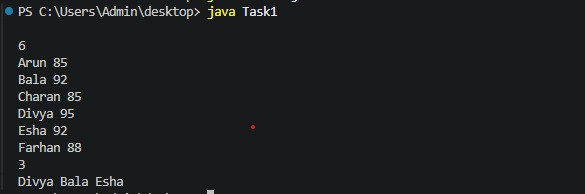 PS C:\Users\Admin\desktop> java Task1
6
Arun 85
Bala 92
Charan 85
Divya 95
Esha 92
Farhan 88
3
Divya Bala Esha